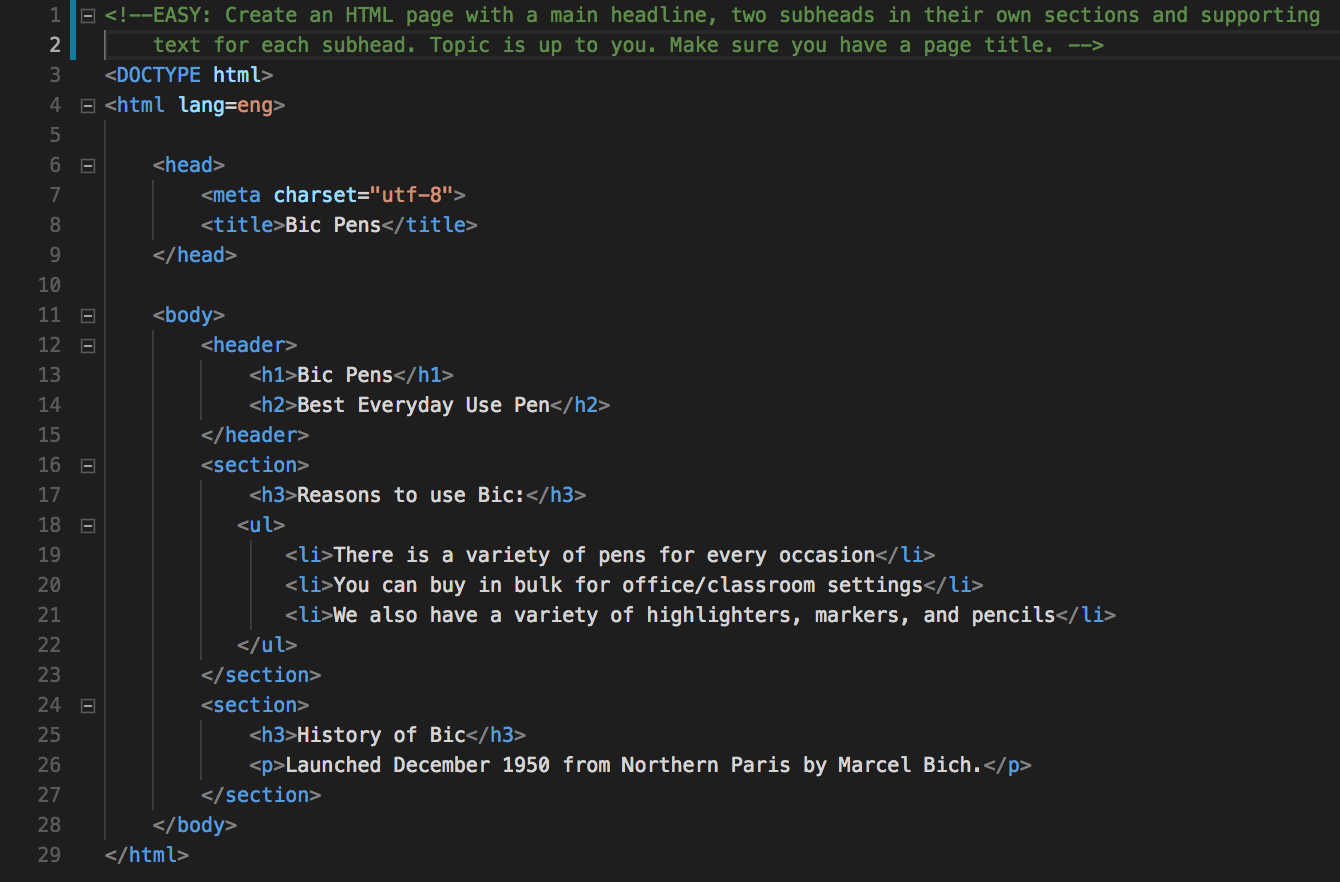 1 <!--EASY: Create an HTML page with a main headline, two subheads in their own sections and supporting
2 text for each subhead. Topic is up to you. Make sure you have a page title. -->
3 <DOCTYPE html>
4 <html lang=eng>
5
6 <head>
7 <meta charset="utf-8">
8 <title>Bic Pens</title>
9 </head>
10
11 <body>
12 <header>
13 <h1>Bic Pens</h1>
14 <h2>Best Everyday Use Pen</h2>
15 </header>
16 <section>
17 <h3>Reasons to use Bic:</h3>
18 <ul>
19 <li>There is a variety of pens for every occasion</li>
20 <li>You can buy in bulk for office/classroom settings</li>
21 <li>We also have a variety of highlighters, markers, and pencils</li>
22 </ul>
23 </section>
24 <section>
25 <h3>History of Bic</h3>
26 <p>Launched December 1950 from Northern Paris by Marcel Bich.</p>
27 </section>
28 </body>
29 </html>